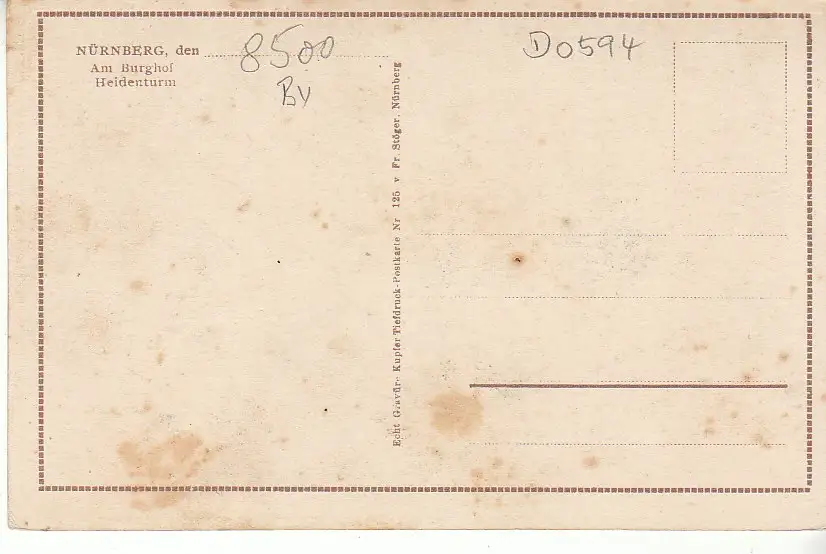 NÜRNBERG, den
Am Burghof
Heidenturm
8500
By
D0594
Echt Gravür- Kupfer Tiefdruck-Postkarte Nr 125 v Fr. Stöger, Nürnberg